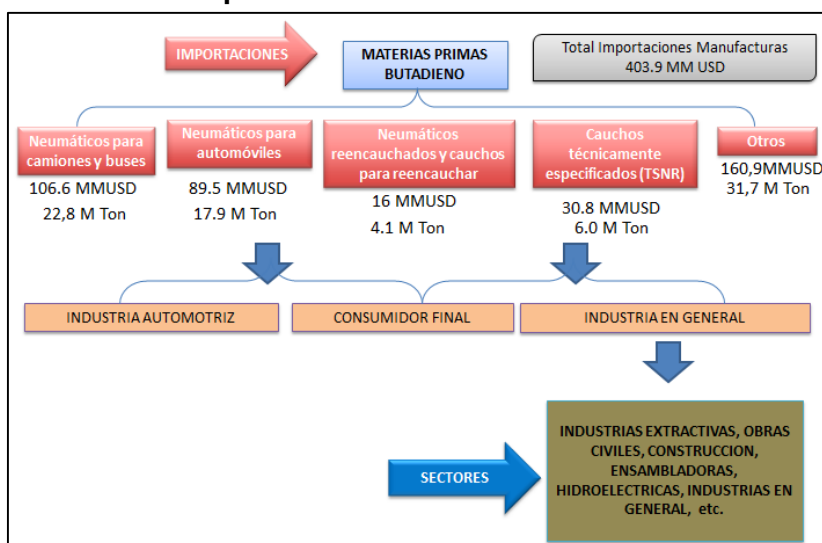 IMPORTACIONES
MATERIAS PRIMAS
BUTADIENO
Total Importaciones Manufacturas
403.9 MM USD
Neumáticos para
camiones y buses
106.6 MMUSD
22,8 M Ton
Neumáticos para
automóviles
89.5 MMUSD
17.9 M Ton
Neumáticos
reencauchados y cauchos
para reencauchar
16 MMUSD
4.1 M Ton
Cauchos
técnicamente
especificados (TSNR)
30.8 MMUSD
6.0 M Ton
Otros
160,9MMUSD
31,7 M Ton
INDUSTRIA AUTOMOTRIZ
CONSUMIDOR FINAL
INDUSTRIA EN GENERAL
SECTORES
INDUSTRIAS EXTRACTIVAS, OBRAS
CIVILES, CONSTRUCCION,
ENSAMBLADORAS,
HIDROELECTRICAS, INDUSTRIAS EN
GENERAL, etc.